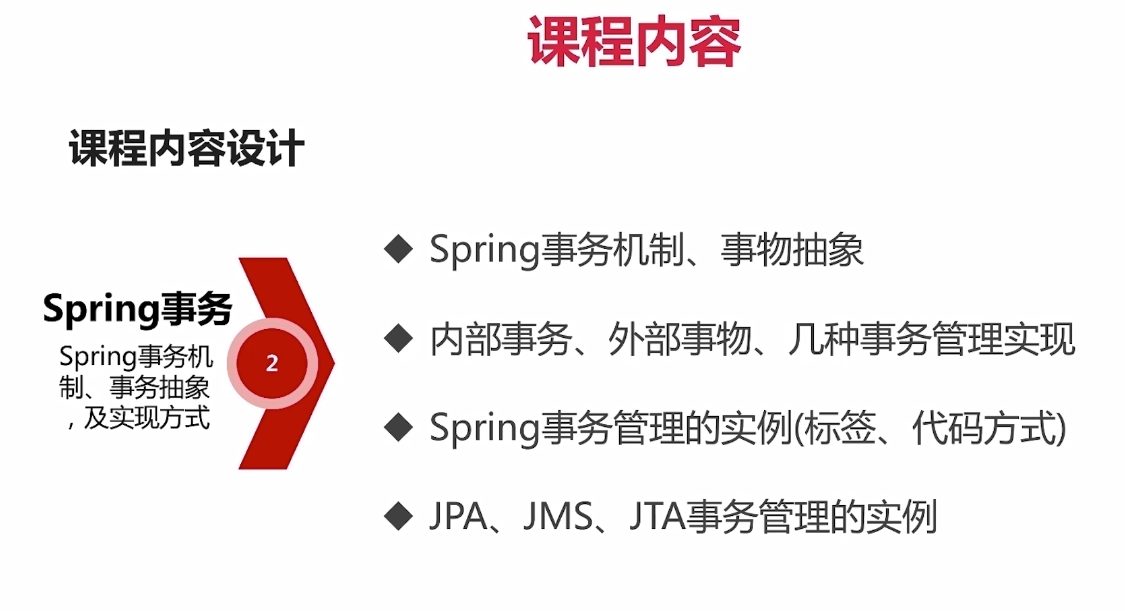 课程内容
课程内容设计
Spring事务
Spring事务机
制、事务抽象
，及实现方式
2
◆ Spring事务机制、事物抽象
◆ 内部事务、外部事物、几种事务管理实现
◆ Spring事务管理的实例(标签、代码方式)
◆ JPA、JMS、JTA事务管理的实例